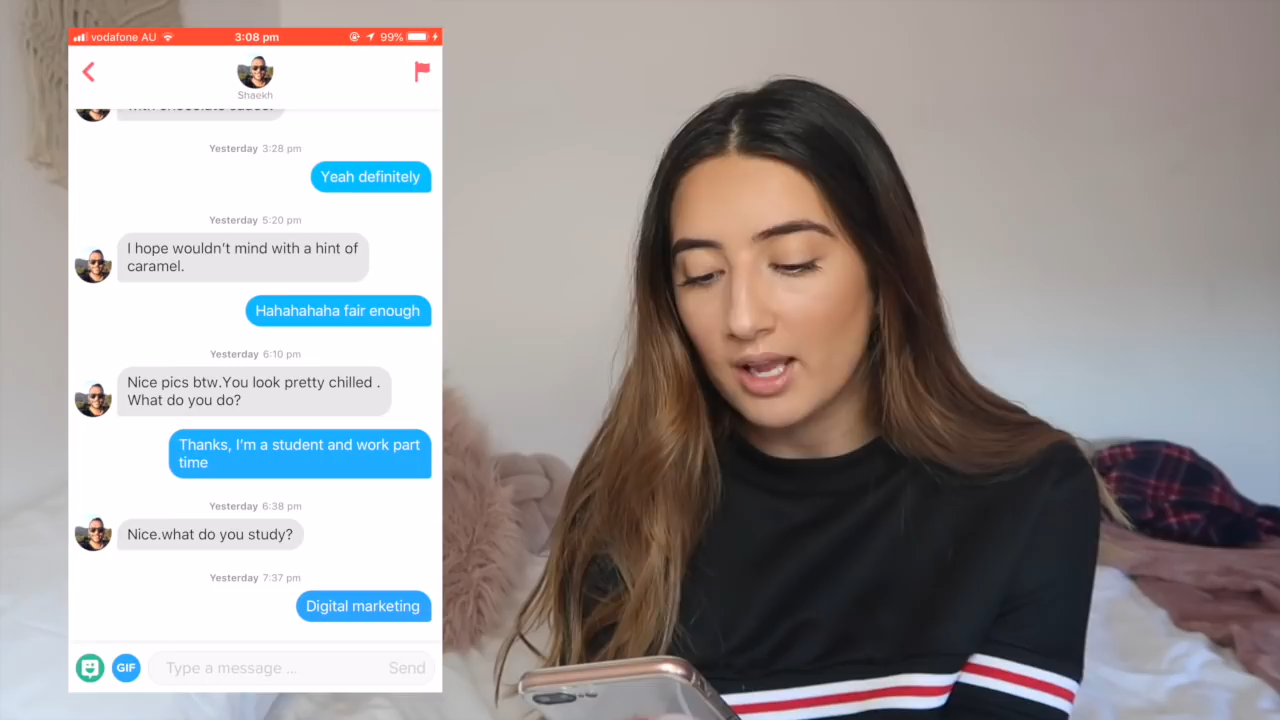 vodafone AU
3:08 pm
99%
Shaekh
Yesterday 3:28 pm
Yeah definitely
Yesterday 5:20 pm
I hope wouldn't mind with a hint of
caramel.
Hahahahaha fair enough
Yesterday 6:10 pm
Nice pics btw.You look pretty chilled .
What do you do?
Thanks, I'm a student and work part
time
Yesterday 6:38 pm
Nice.what do you study?
Yesterday 7:37 pm
Digital marketing
GIF
Type a message ...
Send